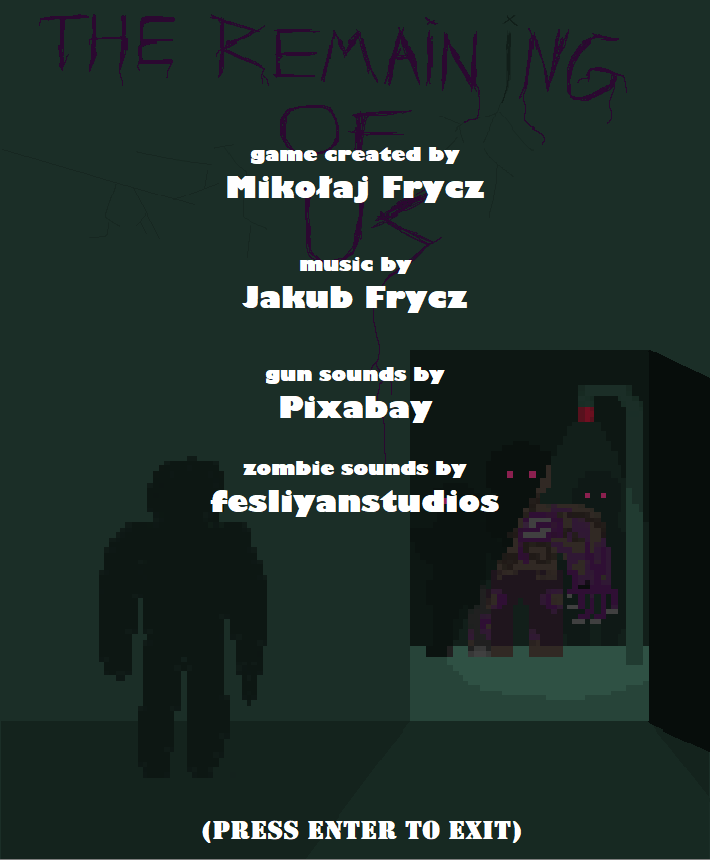 THE REMAINING
OF
US
game created by
Mikołaj Frycz
music by
Jakub Frycz
gun sounds by
Pixabay
zombie sounds by
fesliyanstudios
(PRESS ENTER TO EXIT)